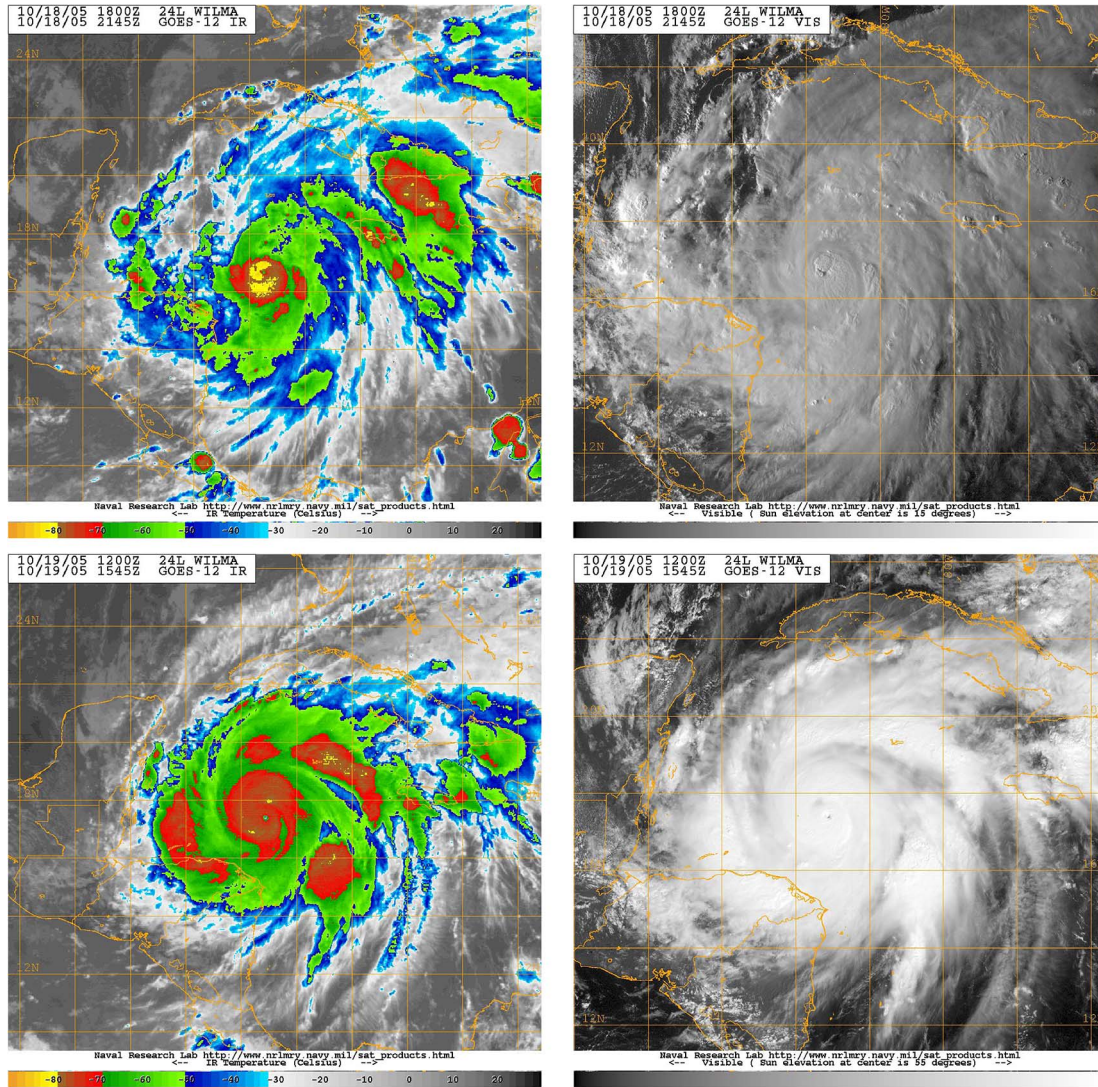 10/18/05 1800Z 24L WILMA
10/18/05 2145Z GOES-12 IR
24N
18N
12N
Naval Research Lab http://www.nrlmry.navy.mil/sat_products.html
<-- IR Temperature (Celsius) -->
-80 -70 -60 -50 -40 -30 -20 -10 0 10 20
10/18/05 1800Z 24L WILMA
10/18/05 2145Z GOES-12 VIS
20N
16
12N
12
Naval Research Lab http://www.nrlmry.navy.mil/sat_products.html
<-- Visible ( Sun elevation at center is 15 degrees) -->
10/19/05 1200Z 24L WILMA
10/19/05 1545Z GOES-12 IR
24N
18N
12N
Naval Research Lab http://www.nrlmry.navy.mil/sat_products.html
<-- IR Temperature (Celsius) -->
-80 -70 -60 -50 -40 -30 -20 -10 0 10 20
10/19/05 1200Z 24L WILMA
10/19/05 1545Z GOES-12 VIS
20N
16
12N
12
Naval Research Lab http://www.nrlmry.navy.mil/sat_products.html
<-- Visible ( Sun elevation at center is 55 degrees) -->